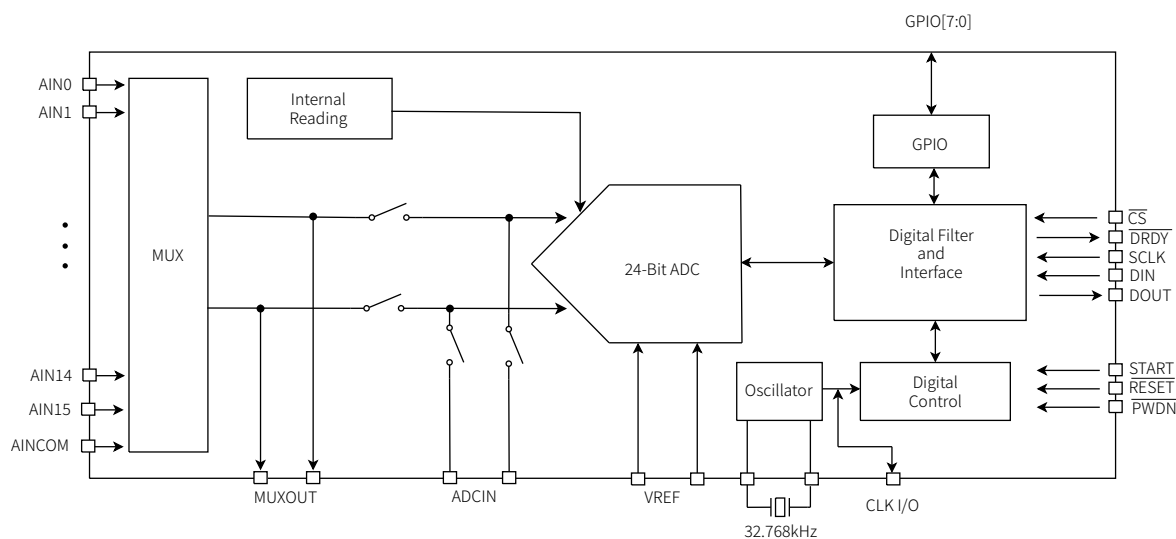 GPIO[7:0]
AIN0
AIN1
Internal
Reading
GPIO
MUX
24-Bit ADC
Digital Filter
and
Interface
CS
DRDY
SCLK
DIN
DOUT
AIN14
AIN15
AINCOM
Oscillator
Digital
Control
START
RESET
PWDN
MUXOUT
ADCIN
VREF
CLK I/O
32.768kHz